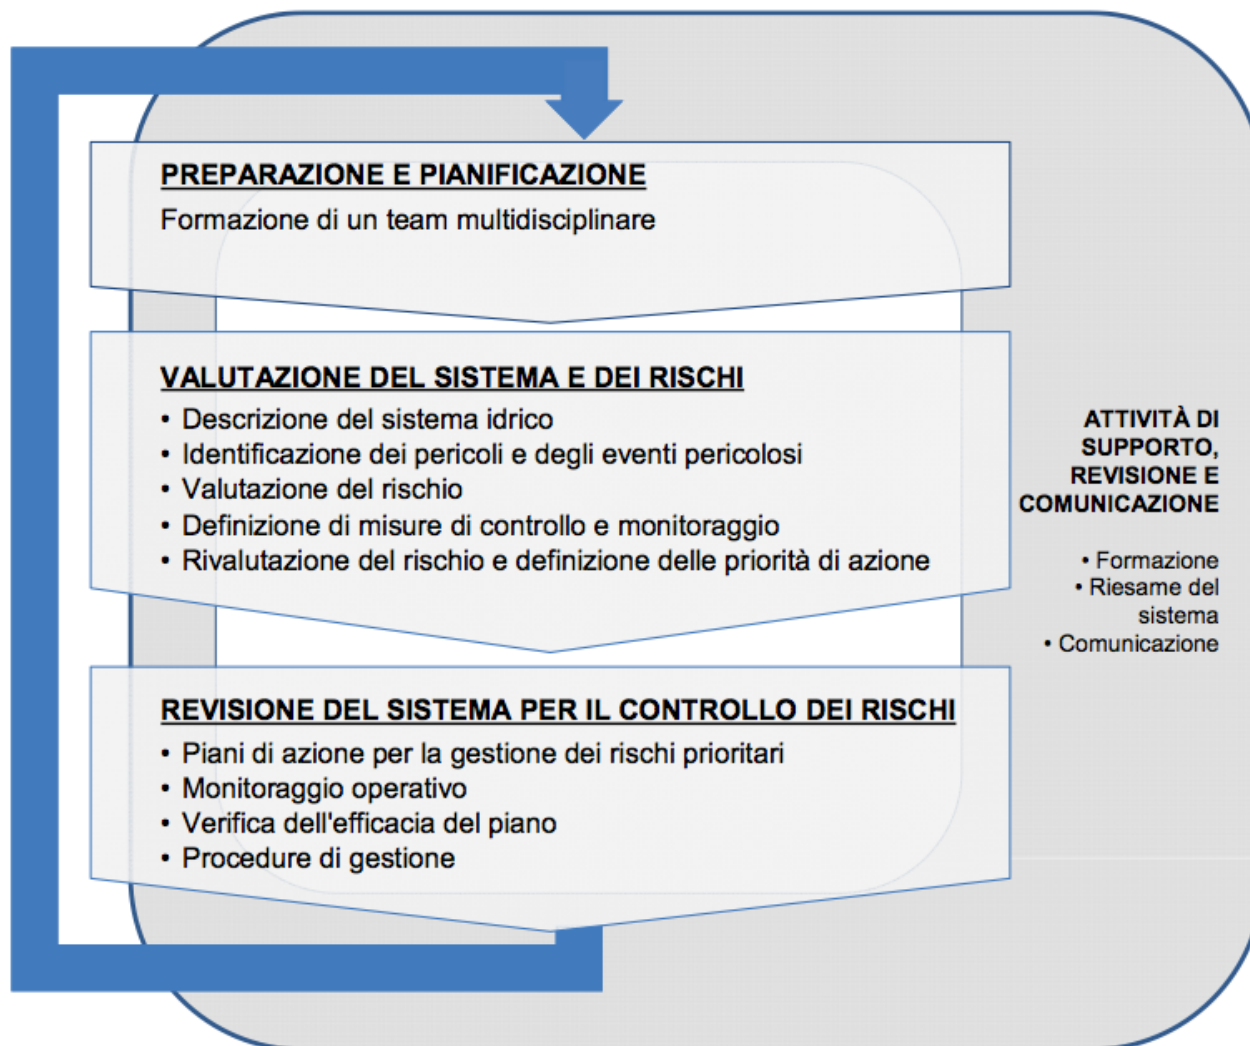 PREPARAZIONE E PIANIFICAZIONE
Formazione di un team multidisciplinare
VALUTAZIONE DEL SISTEMA E DEI RISCHI
• Descrizione del sistema idrico
• Identificazione dei pericoli e degli eventi pericolosi
• Valutazione del rischio
• Definizione di misure di controllo e monitoraggio
• Rivalutazione del rischio e definizione delle priorità di azione
REVISIONE DEL SISTEMA PER IL CONTROLLO DEI RISCHI
• Piani di azione per la gestione dei rischi prioritari
• Monitoraggio operativo
• Verifica dell'efficacia del piano
• Procedure di gestione
ATTIVITÀ DI
SUPPORTO,
REVISIONE E
COMUNICAZIONE
• Formazione
• Riesame del
sistema
• Comunicazione